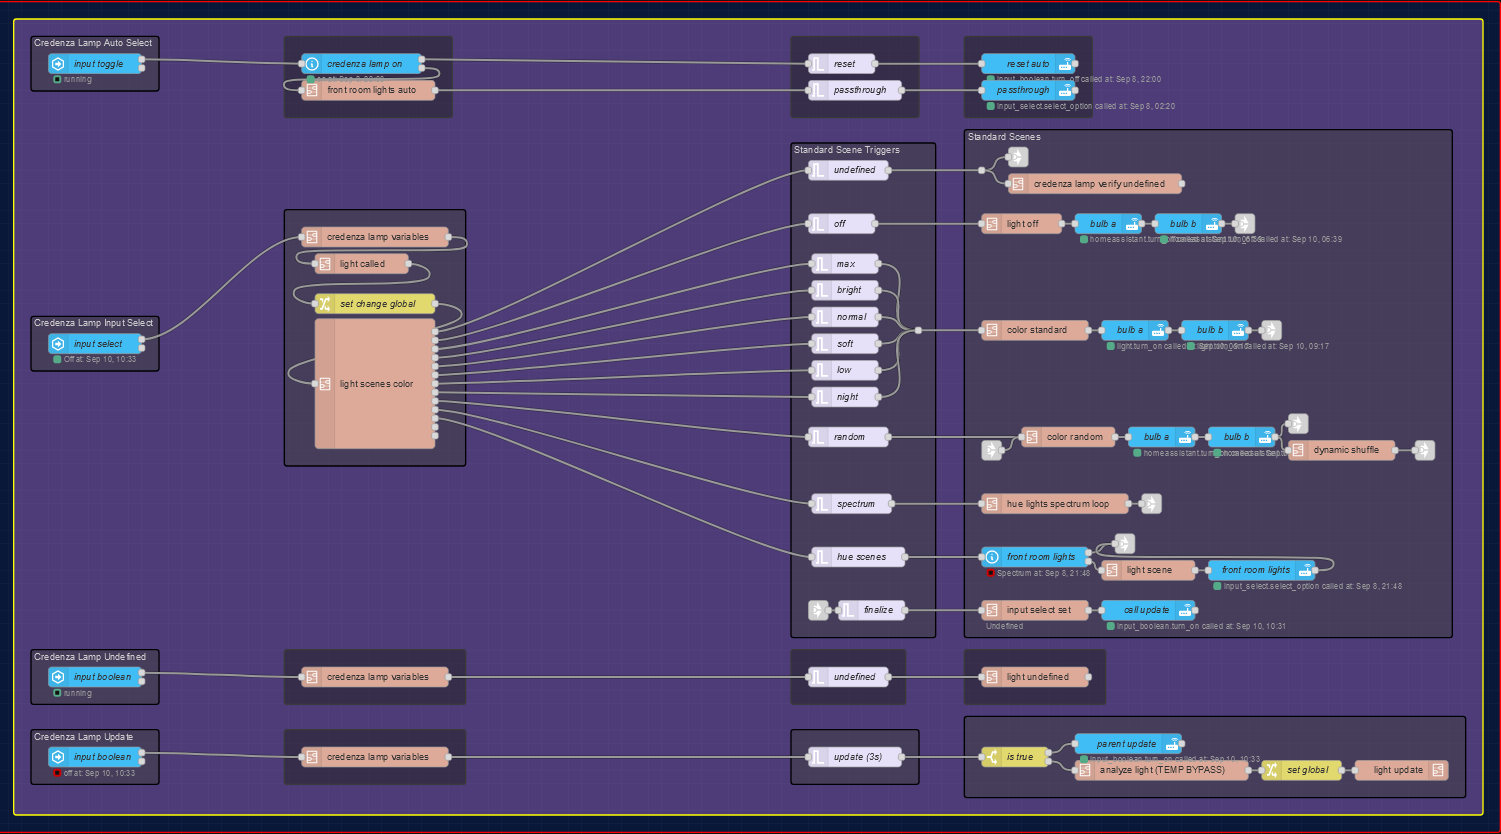 Credenza Lamp Auto Select
input toggle
running
credenza lamp on
front room lights auto
reset
passthrough
reset auto
input_boolean.turn_off called at: Sep 8, 22:00
passthrough
input_select.select_option called at: Sep 8, 02:20
Standard Scene Triggers
Standard Scenes
undefined
credenza lamp verify undefined
off
light off
bulb a
bulb b
called at: Sep 10, 06:39
credenza lamp variables
light called
set change global
light scenes color
Credenza Lamp Input Select
input select
Off at: Sep 10, 10:33
max
bright
normal
soft
low
night
color standard
bulb a
bulb b
light.turn_on called
called at: Sep 10, 09:17
random
color random
bulb a
bulb b
dynamic shuffle
spectrum
hue lights spectrum loop
hue scenes
front room lights
Spectrum at: Sep 8, 21:48
light scene
front room lights
input_select.select_option called at: Sep 8, 21:48
finalize
input select set
Undefined
call update
input_boolean.turn_on called at: Sep 10, 10:31
Credenza Lamp Undefined
input boolean
running
credenza lamp variables
undefined
light undefined
Credenza Lamp Update
input boolean
off at: Sep 10, 10:33
credenza lamp variables
update (3s)
is true
parent update
input_boolean.turn_on called at: Sep 10, 10:33
analyze light (TEMP BYPASS)
set global
light update